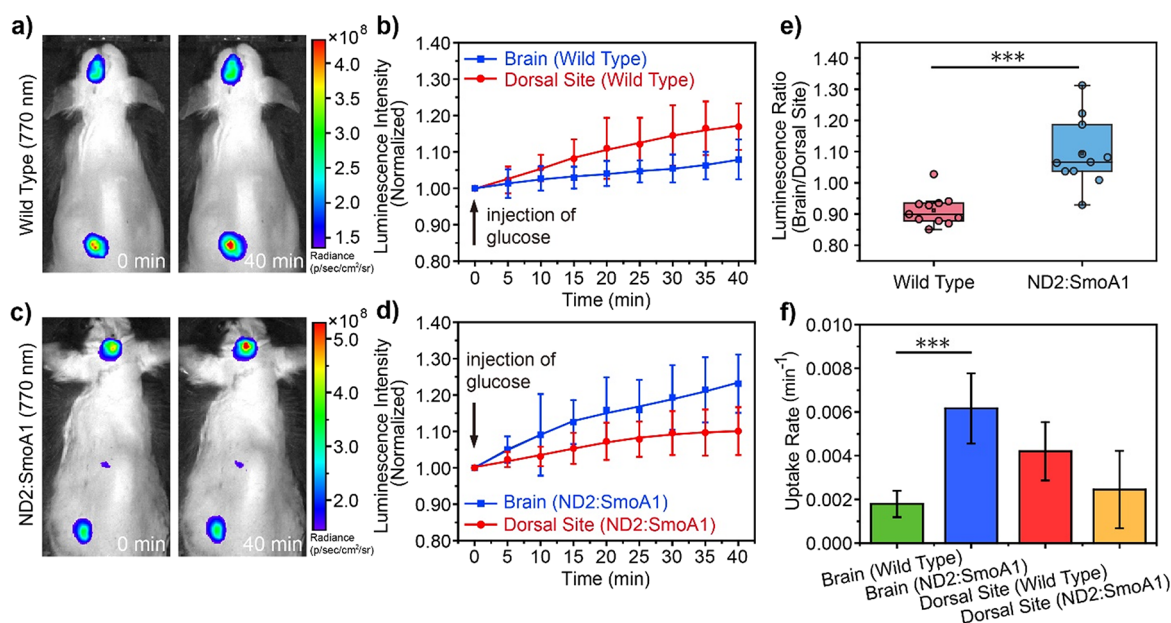 a)
Wild Type (770 nm)
0 min
40 min
×10⁸
4.0
3.0
2.0
Radiance
(p/sec/cm²/sr)
b)
Luminescence Intensity
(Normalized)
1.40
1.30
1.20
1.10
1.00
0.90
0.80
Brain (Wild Type)
Dorsal Site (Wild Type)
injection of
glucose
0 5 10 15 20 25 30 35 40
Time (min)
c)
ND2:SmoA1 (770 nm)
0 min
40 min
×10⁸
5.0
4.0
3.0
2.0
Radiance
(p/sec/cm²/sr)
d)
Luminescence Intensity
(Normalized)
1.40
1.30
1.20
1.10
1.00
0.90
0.80
injection of
glucose
Brain (ND2:SmoA1)
Dorsal Site (ND2:SmoA1)
0 5 10 15 20 25 30 35 40
Time (min)
e)
Luminescence Ratio
(Brain/Dorsal Site)
1.40
1.30
1.20
1.10
1.00
0.90
0.80
***
Wild Type
ND2:SmoA1
f)
Uptake Rate (min⁻¹)
0.010
0.008
0.006
0.004
0.002
0.000
***
Brain (Wild Type)
Brain (ND2:SmoA1)
Dorsal Site (Wild Type)
Dorsal Site (ND2:SmoA1)